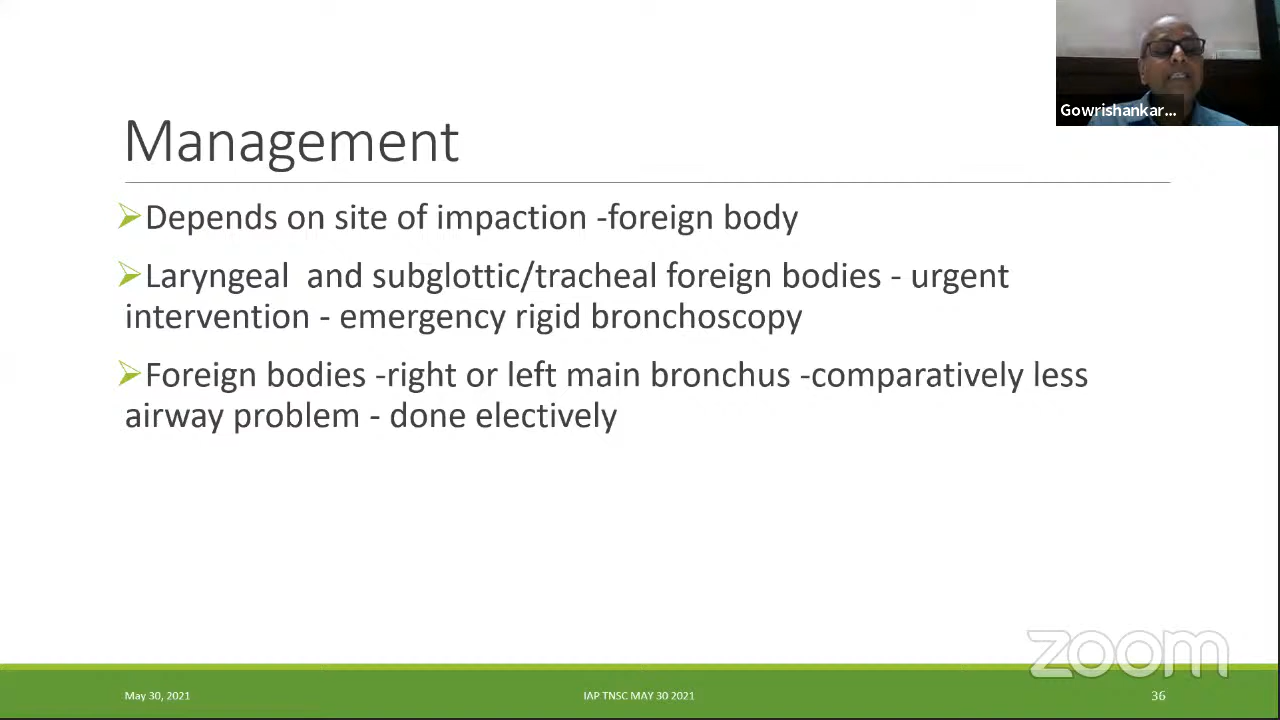 Gowrishankar...
Management
➢Depends on site of impaction -foreign body
➢Laryngeal  and subglottic/tracheal foreign bodies - urgent
intervention - emergency rigid bronchoscopy
➢Foreign bodies -right or left main bronchus -comparatively less
airway problem - done electively
zoom
May 30, 2021
IAP TNSC MAY 30 2021
36